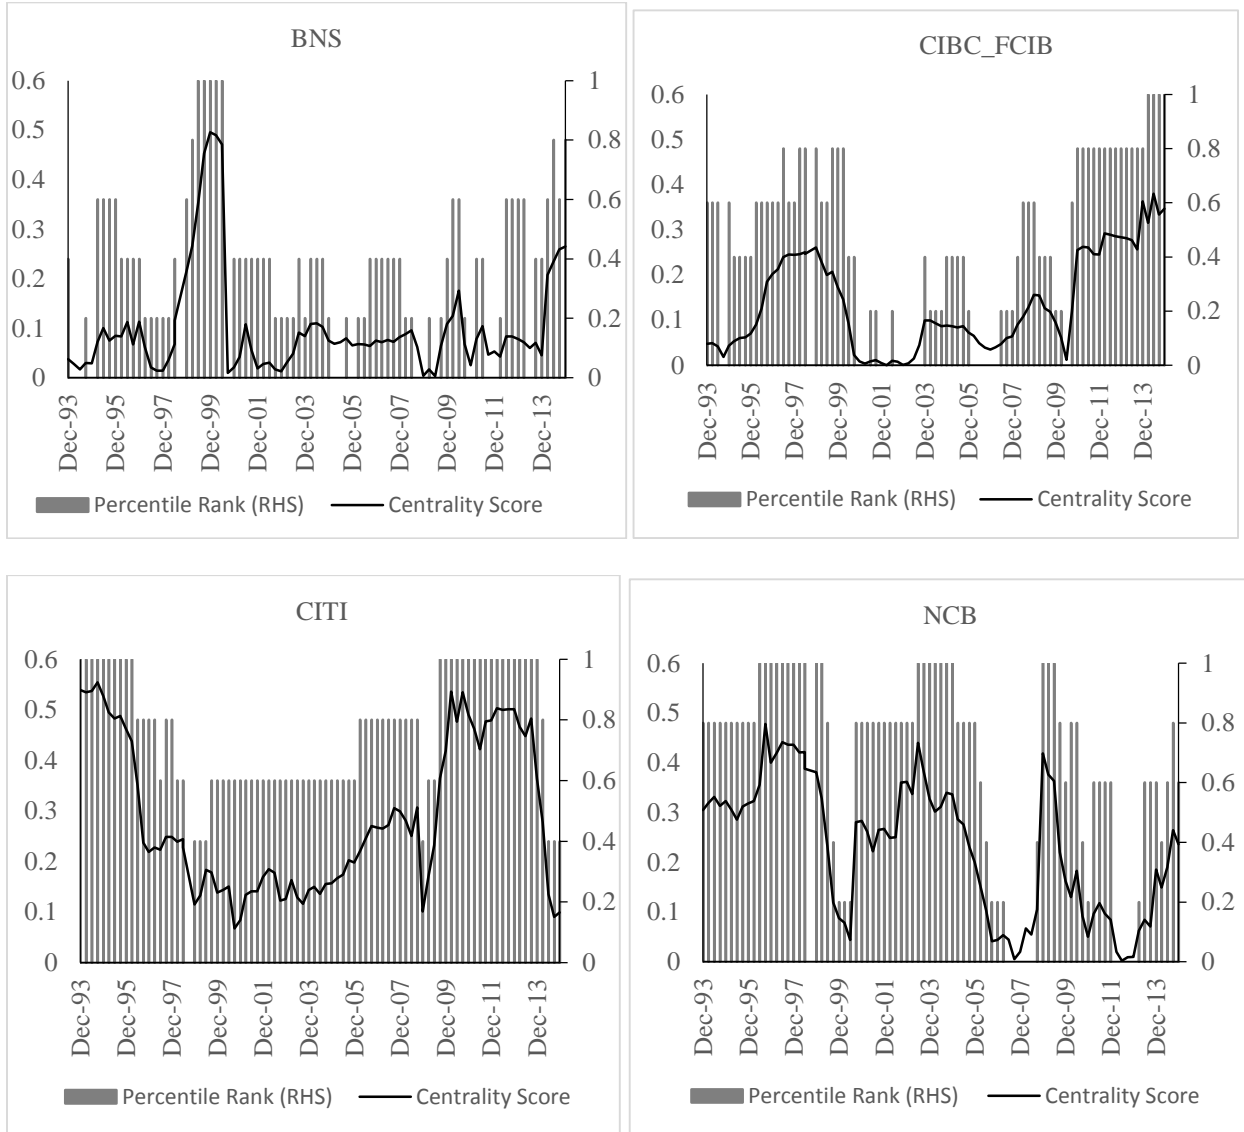 BNS
0.6
0.5
0.4
0.3
0.2
0.1
0
1
0.8
0.6
0.4
0.2
0
Dec-93
Dec-95
Dec-97
Dec-99
Dec-01
Dec-03
Dec-05
Dec-07
Dec-09
Dec-11
Dec-13
Percentile Rank (RHS) Centrality Score
CIBC_FCIB
0.6
0.5
0.4
0.3
0.2
0.1
0
1
0.8
0.6
0.4
0.2
0
Dec-93
Dec-95
Dec-97
Dec-99
Dec-01
Dec-03
Dec-05
Dec-07
Dec-09
Dec-11
Dec-13
Percentile Rank (RHS) Centrality Score
CITI
0.6
0.5
0.4
0.3
0.2
0.1
0
1
0.8
0.6
0.4
0.2
0
Dec-93
Dec-95
Dec-97
Dec-99
Dec-01
Dec-03
Dec-05
Dec-07
Dec-09
Dec-11
Dec-13
Percentile Rank (RHS) Centrality Score
NCB
0.6
0.5
0.4
0.3
0.2
0.1
0
1
0.8
0.6
0.4
0.2
0
Dec-93
Dec-95
Dec-97
Dec-99
Dec-01
Dec-03
Dec-05
Dec-07
Dec-09
Dec-11
Dec-13
Percentile Rank (RHS) Centrality Score